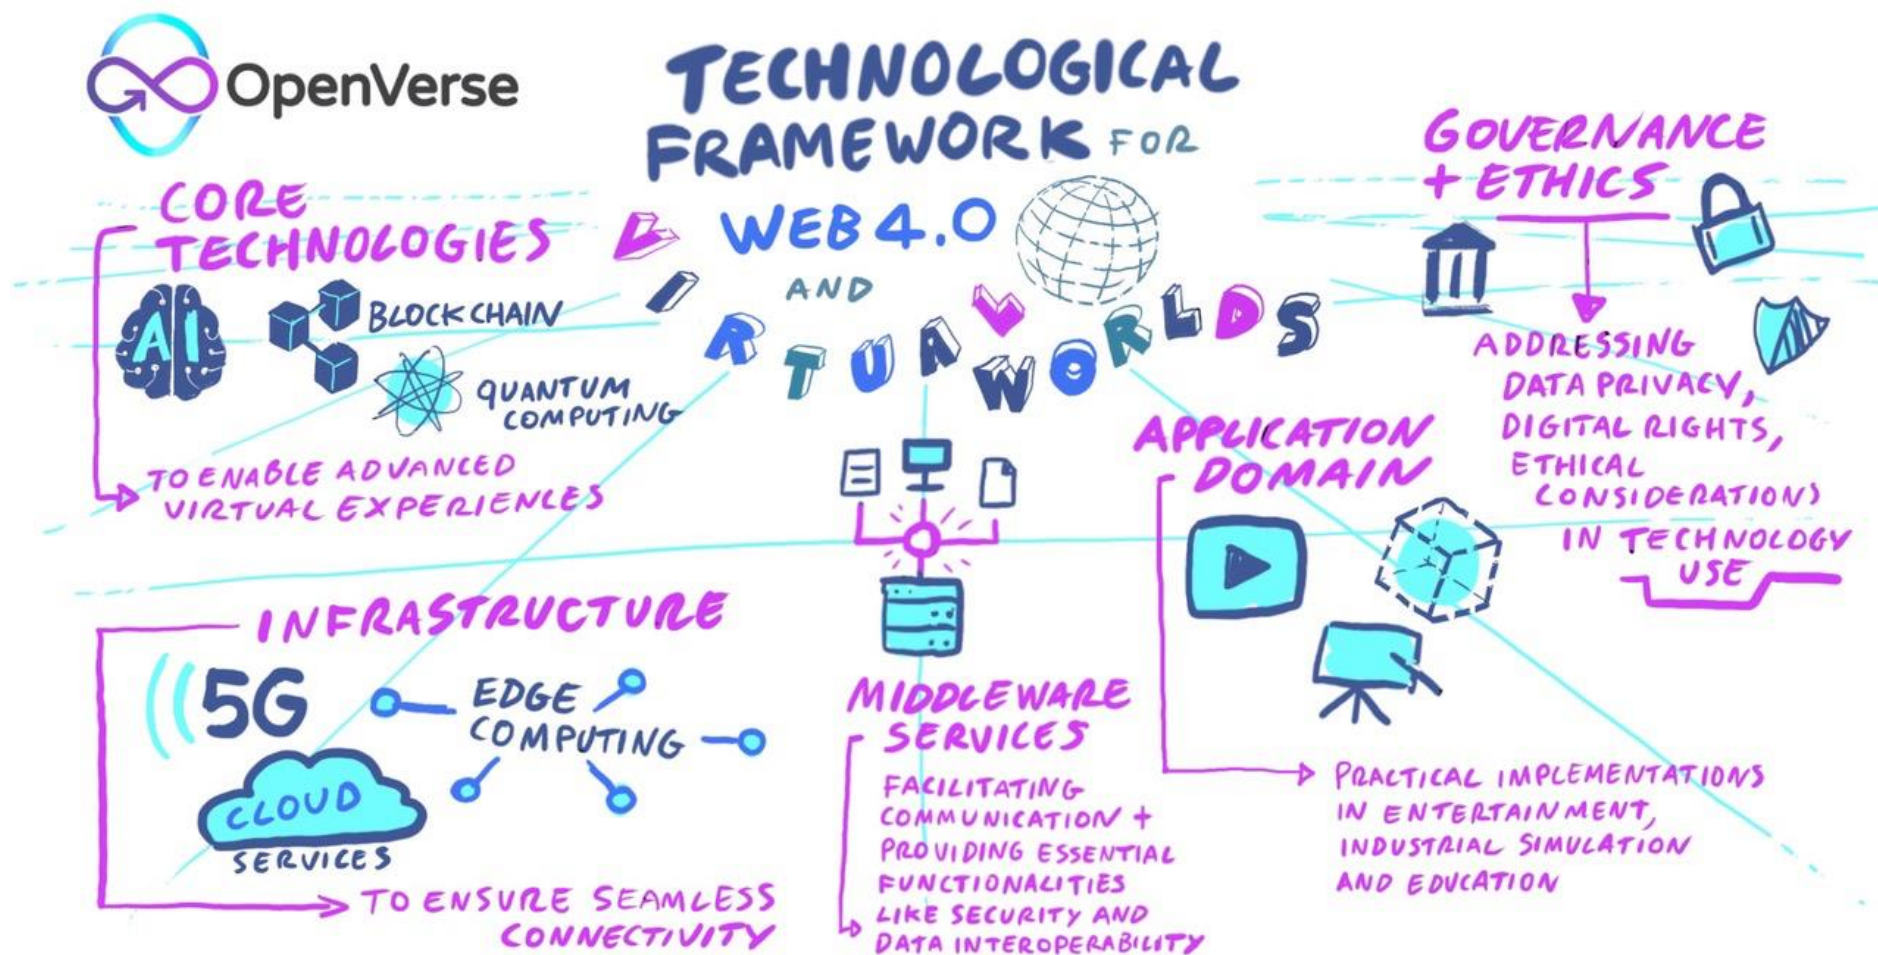 OpenVerse
TECHNOLOGICAL
FRAMEWORK FOR
WEB 4.0
AND
VIRTUAL
WORLDS
CORE
TECHNOLOGIES
AI
BLOCKCHAIN
QUANTUM
COMPUTING
TO ENABLE ADVANCED
VIRTUAL EXPERIENCES
INFRASTRUCTURE
5G
EDGE
COMPUTING
CLOUD
SERVICES
TO ENSURE SEAMLESS
CONNECTIVITY
MIDDLEWARE
SERVICES
FACILITATING
COMMUNICATION +
PROVIDING ESSENTIAL
FUNCTIONALITIES
LIKE SECURITY AND
DATA INTEROPERABILITY
APPLICATION
DOMAIN
PRACTICAL IMPLEMENTATIONS
IN ENTERTAINMENT,
INDUSTRIAL SIMULATION
AND EDUCATION
GOVERNANCE
+ ETHICS
ADDRESSING
DATA PRIVACY,
DIGITAL RIGHTS,
ETHICAL
CONSIDERATIONS
IN TECHNOLOGY
USE